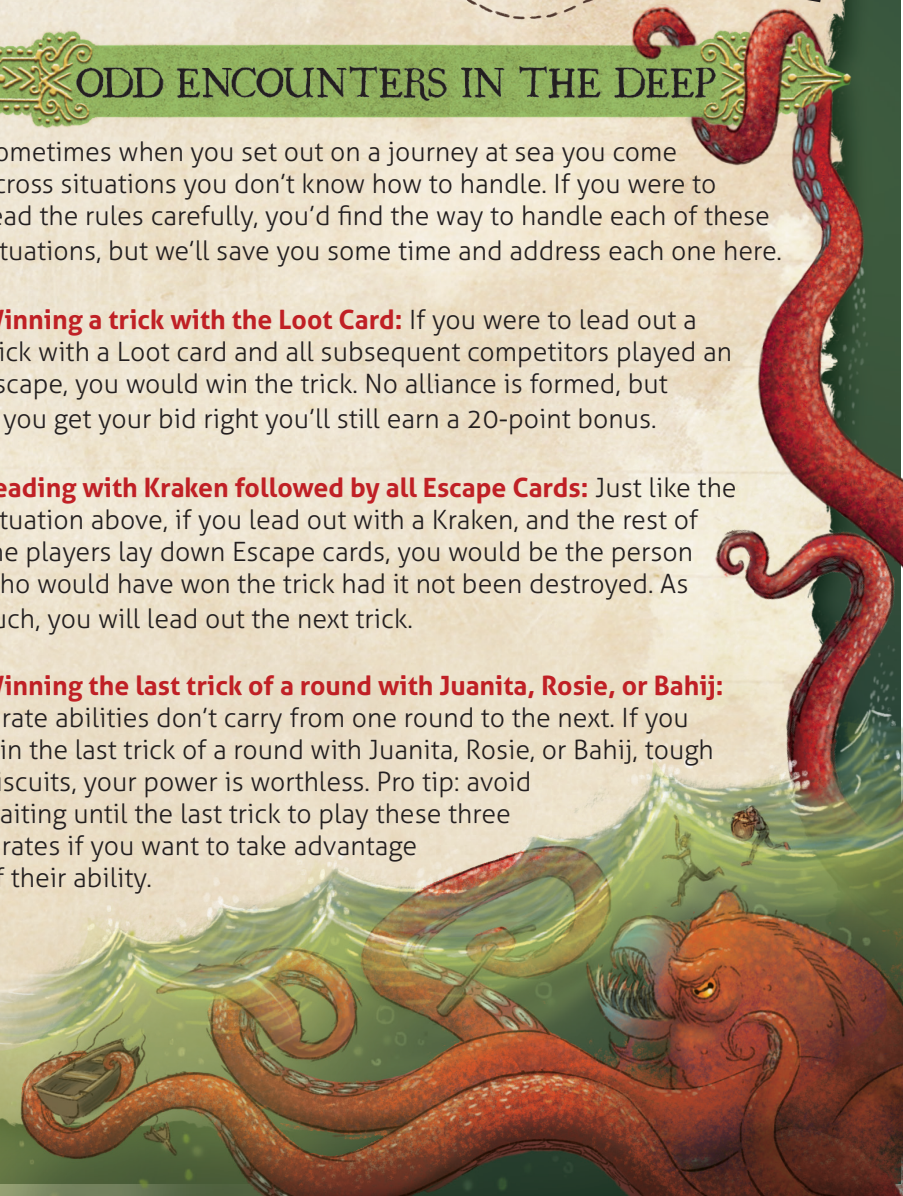 ODD ENCOUNTERS IN THE DEEP
ometimes when you set out on a journey at sea you come
cross situations you don't know how to handle. If you were to
ead the rules carefully, you'd find the way to handle each of these
tuations, but we'll save you some time and address each one here.
inning a trick with the Loot Card: If you were to lead out a
ick with a Loot card and all subsequent competitors played an
scape, you would win the trick. No alliance is formed, but
you get your bid right you'll still earn a 20-point bonus.
eading with Kraken followed by all Escape Cards: Just like the
tuation above, if you lead out with a Kraken, and the rest of
e players lay down Escape cards, you would be the person
ho would have won the trick had it not been destroyed. As
uch, you will lead out the next trick.
inning the last trick of a round with Juanita, Rosie, or Bahij:
rate abilities don't carry from one round to the next. If you
in the last trick of a round with Juanita, Rosie, or Bahij, tough
iscuits, your power is worthless. Pro tip: avoid
aiting until the last trick to play these three
rates if you want to take advantage
f their ability.